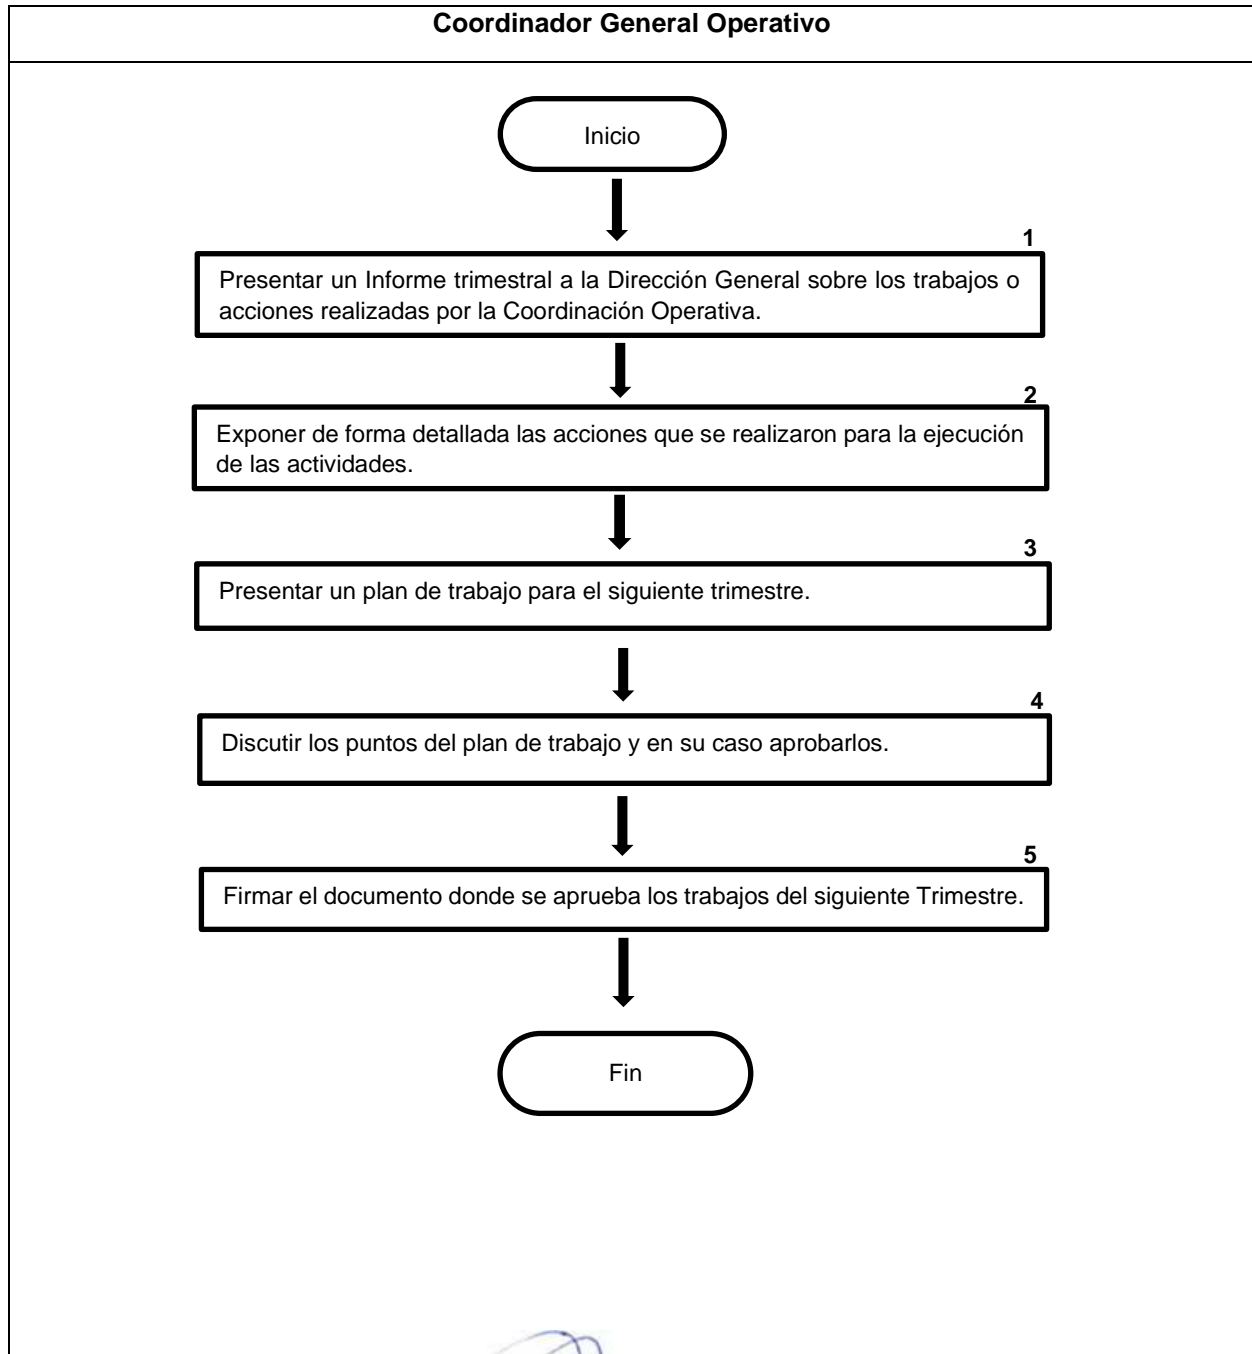 Coordinador General Operativo
Inicio
1
Presentar un Informe trimestral a la Dirección General sobre los trabajos o
acciones realizadas por la Coordinación Operativa.
2
Exponer de forma detallada las acciones que se realizaron para la ejecución
de las actividades.
3
Presentar un plan de trabajo para el siguiente trimestre.
4
Discutir los puntos del plan de trabajo y en su caso aprobarlos.
5
Firmar el documento donde se aprueba los trabajos del siguiente Trimestre.
Fin